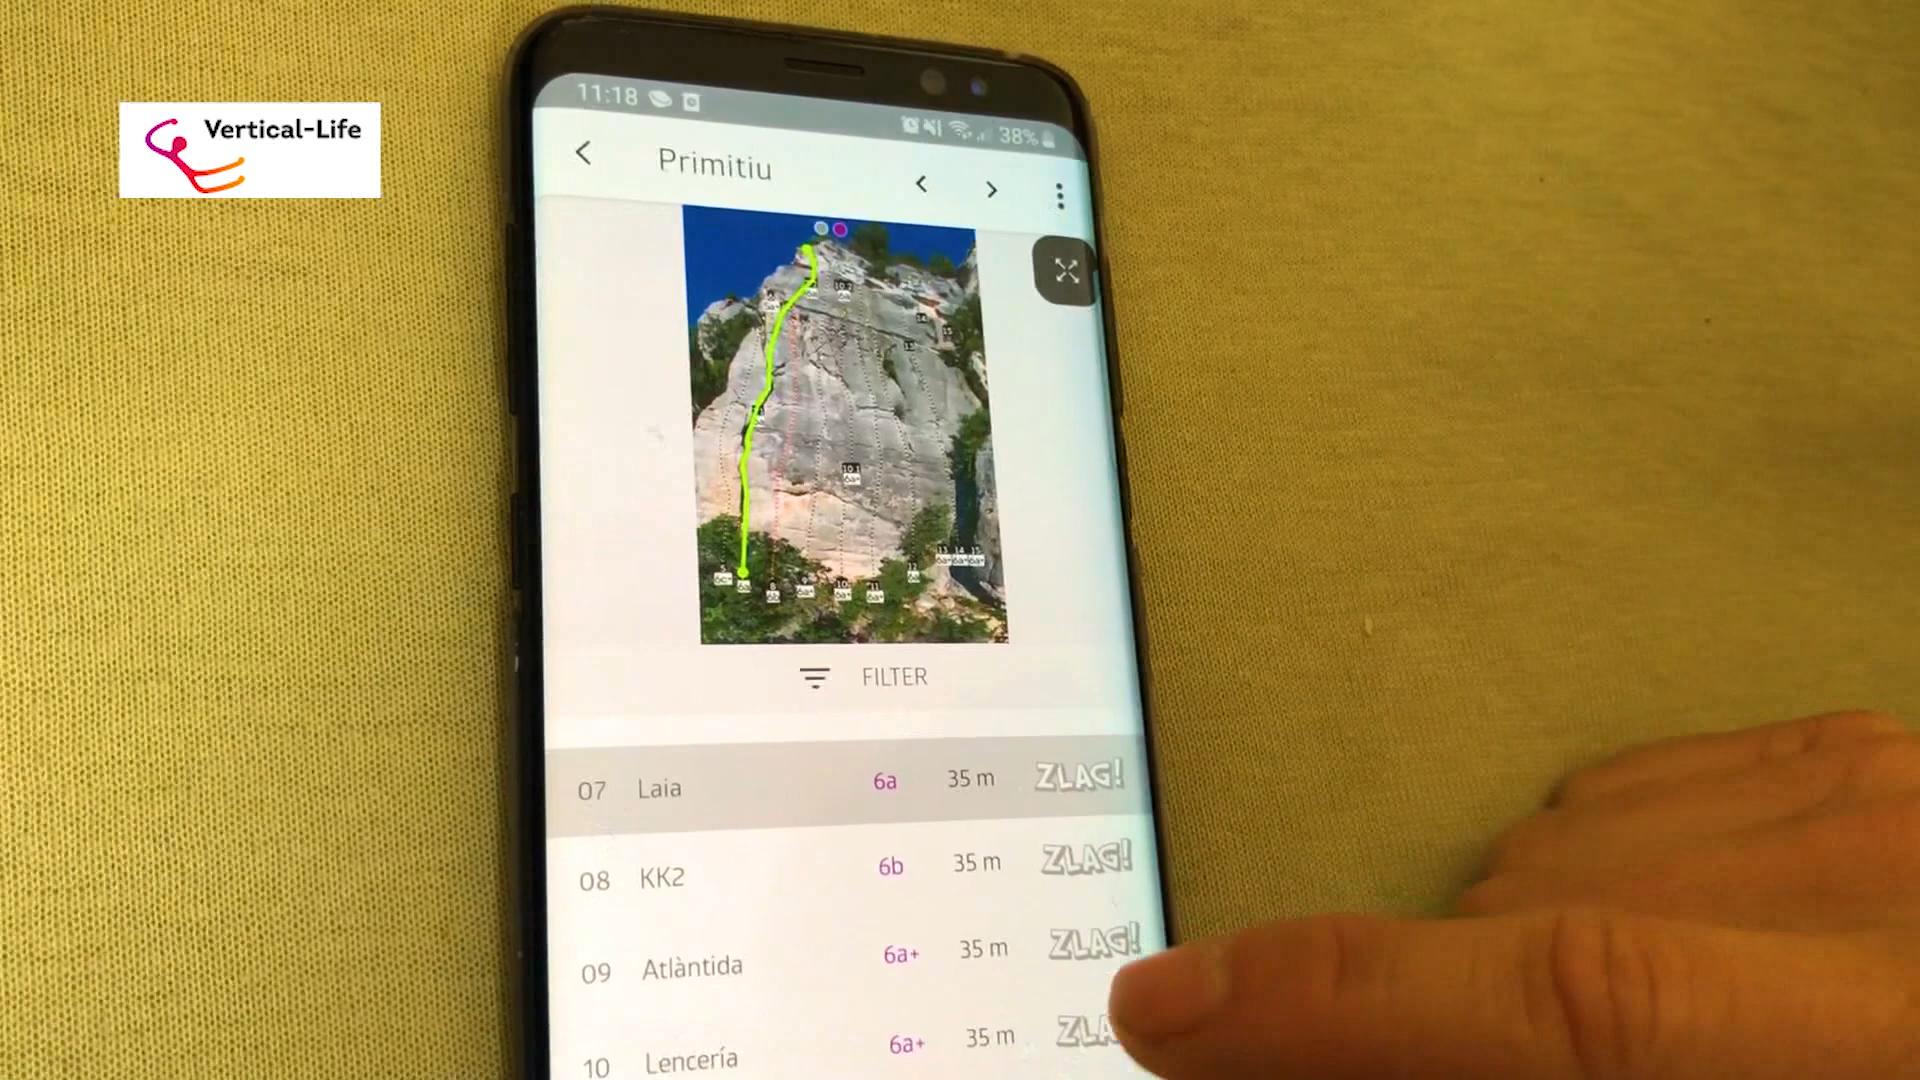 Vertical-Life
11:18
38%
Primitiu
FILTER
07 Laia 6a 35 m ZLAG!
08 KK2 6b 35 m ZLAG!
09 Atlàntida 6a+ 35 m ZLAG!
10 Lencería 6a+ 35 m